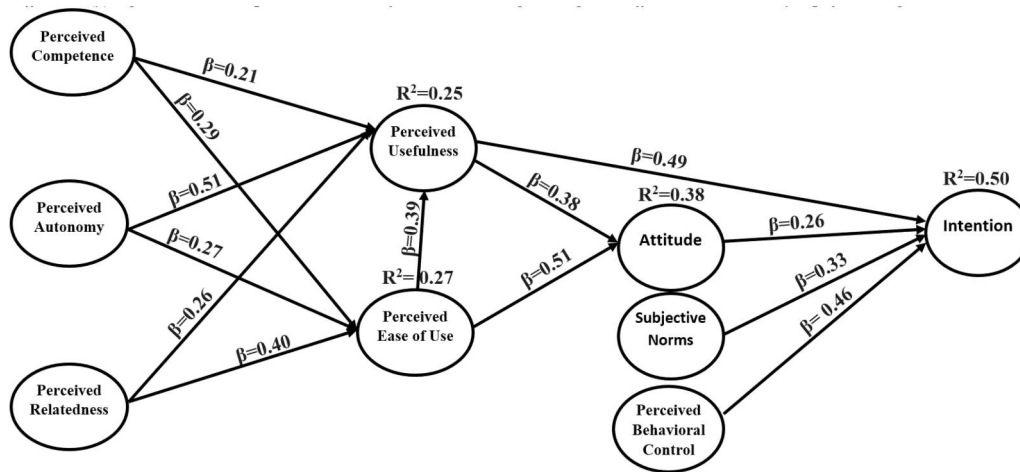 Perceived
Competence
β=0.21
R²=0.25
β=0.29
Perceived
Usefulness
β=0.49
R²=0.50
β=0.51
β=0.38
R²=0.38
Perceived
Autonomy
β=0.39
Attitude
β=0.26
Intention
β=0.27
β=0.51
R²= 0.27
β=0.33
β=0.26
Perceived
Ease of Use
Subjective
Norms
β= 0.46
β=0.40
Perceived
Relatedness
Perceived
Behavioral
Control